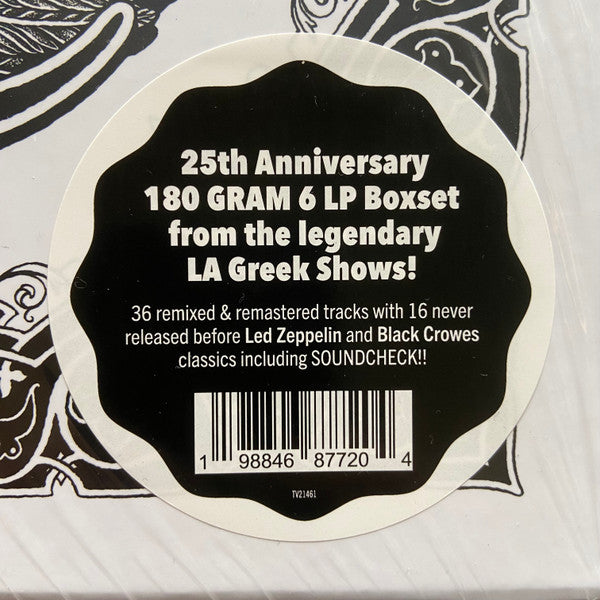 25th Anniversary
180 GRAM 6 LP Boxset
from the legendary
LA Greek Shows!
36 remixed & remastered tracks with 16 never
released before Led Zeppelin and Black Crowes
classics including SOUNDCHECK!!
1 98846 87720 4
TV21461